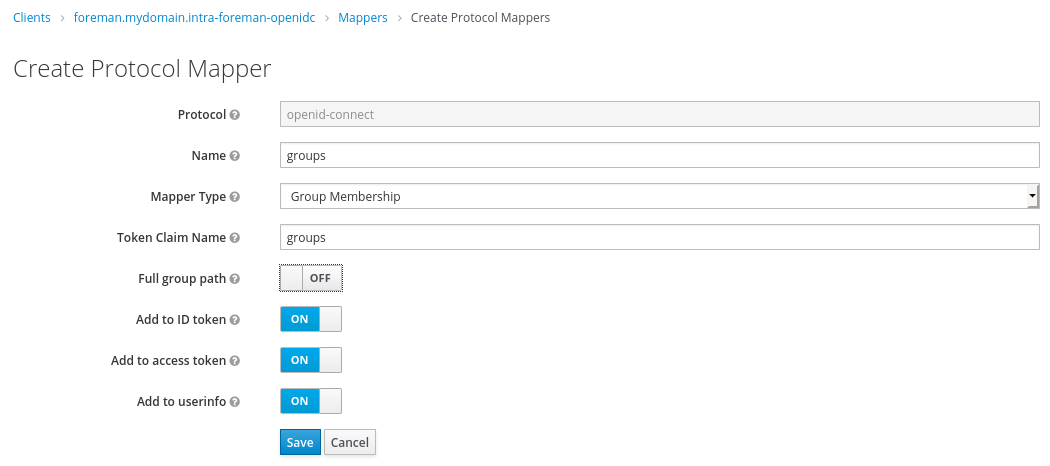 Clients > foreman.mydomain.intra-foreman-openidc > Mappers > Create Protocol Mappers
Create Protocol Mapper
Protocol ? openid-connect
Name ? groups
Mapper Type ? Group Membership
Token Claim Name ? groups
Full group path ? OFF
Add to ID token ? ON
Add to access token ? ON
Add to userinfo ? ON
Save Cancel